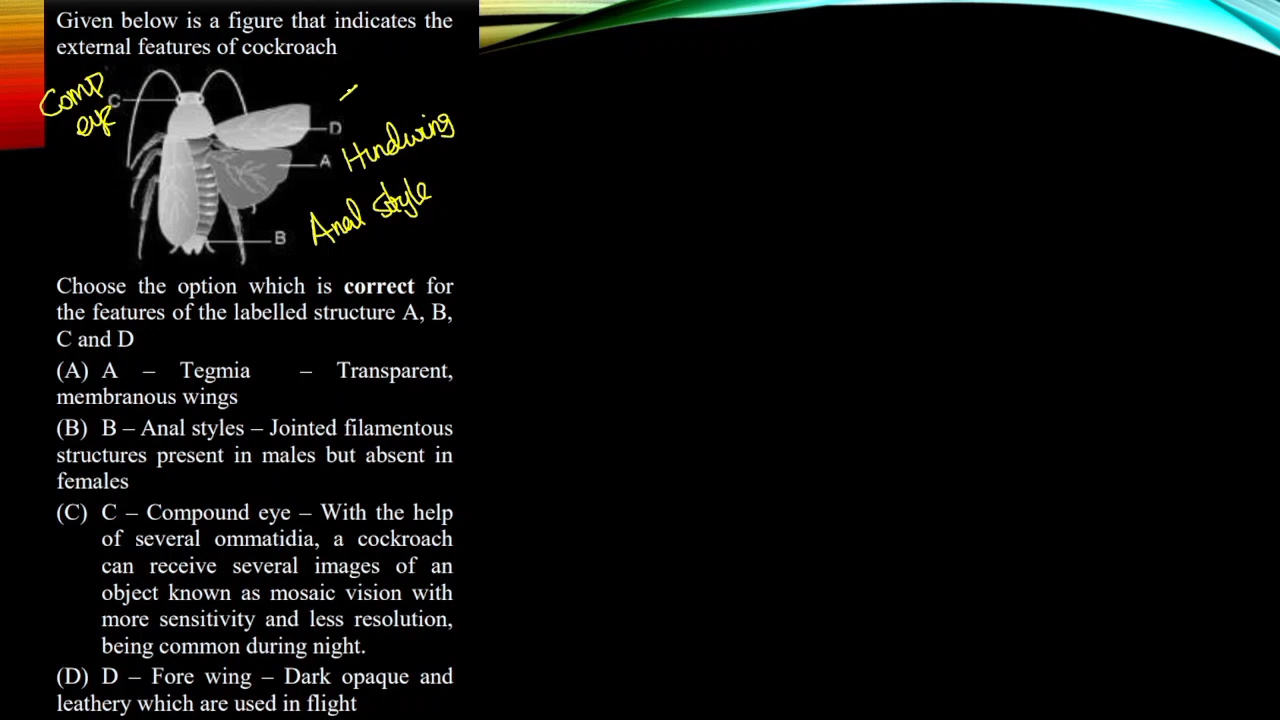 Given below is a figure that indicates the
external features of cockroach
Comp
eye
C
D
Hindwing
A
Anal style
B
Choose the option which is correct for
the features of the labelled structure A, B,
C and D
(A) A – Tegmia – Transparent,
membranous wings
(B) B – Anal styles – Jointed filamentous
structures present in males but absent in
females
(C) C – Compound eye – With the help
of several ommatidia, a cockroach
can receive several images of an
object known as mosaic vision with
more sensitivity and less resolution,
being common during night.
(D) D – Fore wing – Dark opaque and
leathery which are used in flight